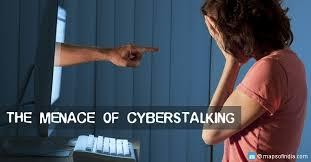 THE MENACE OF CYBERSTALKING
© mapsofindia.com